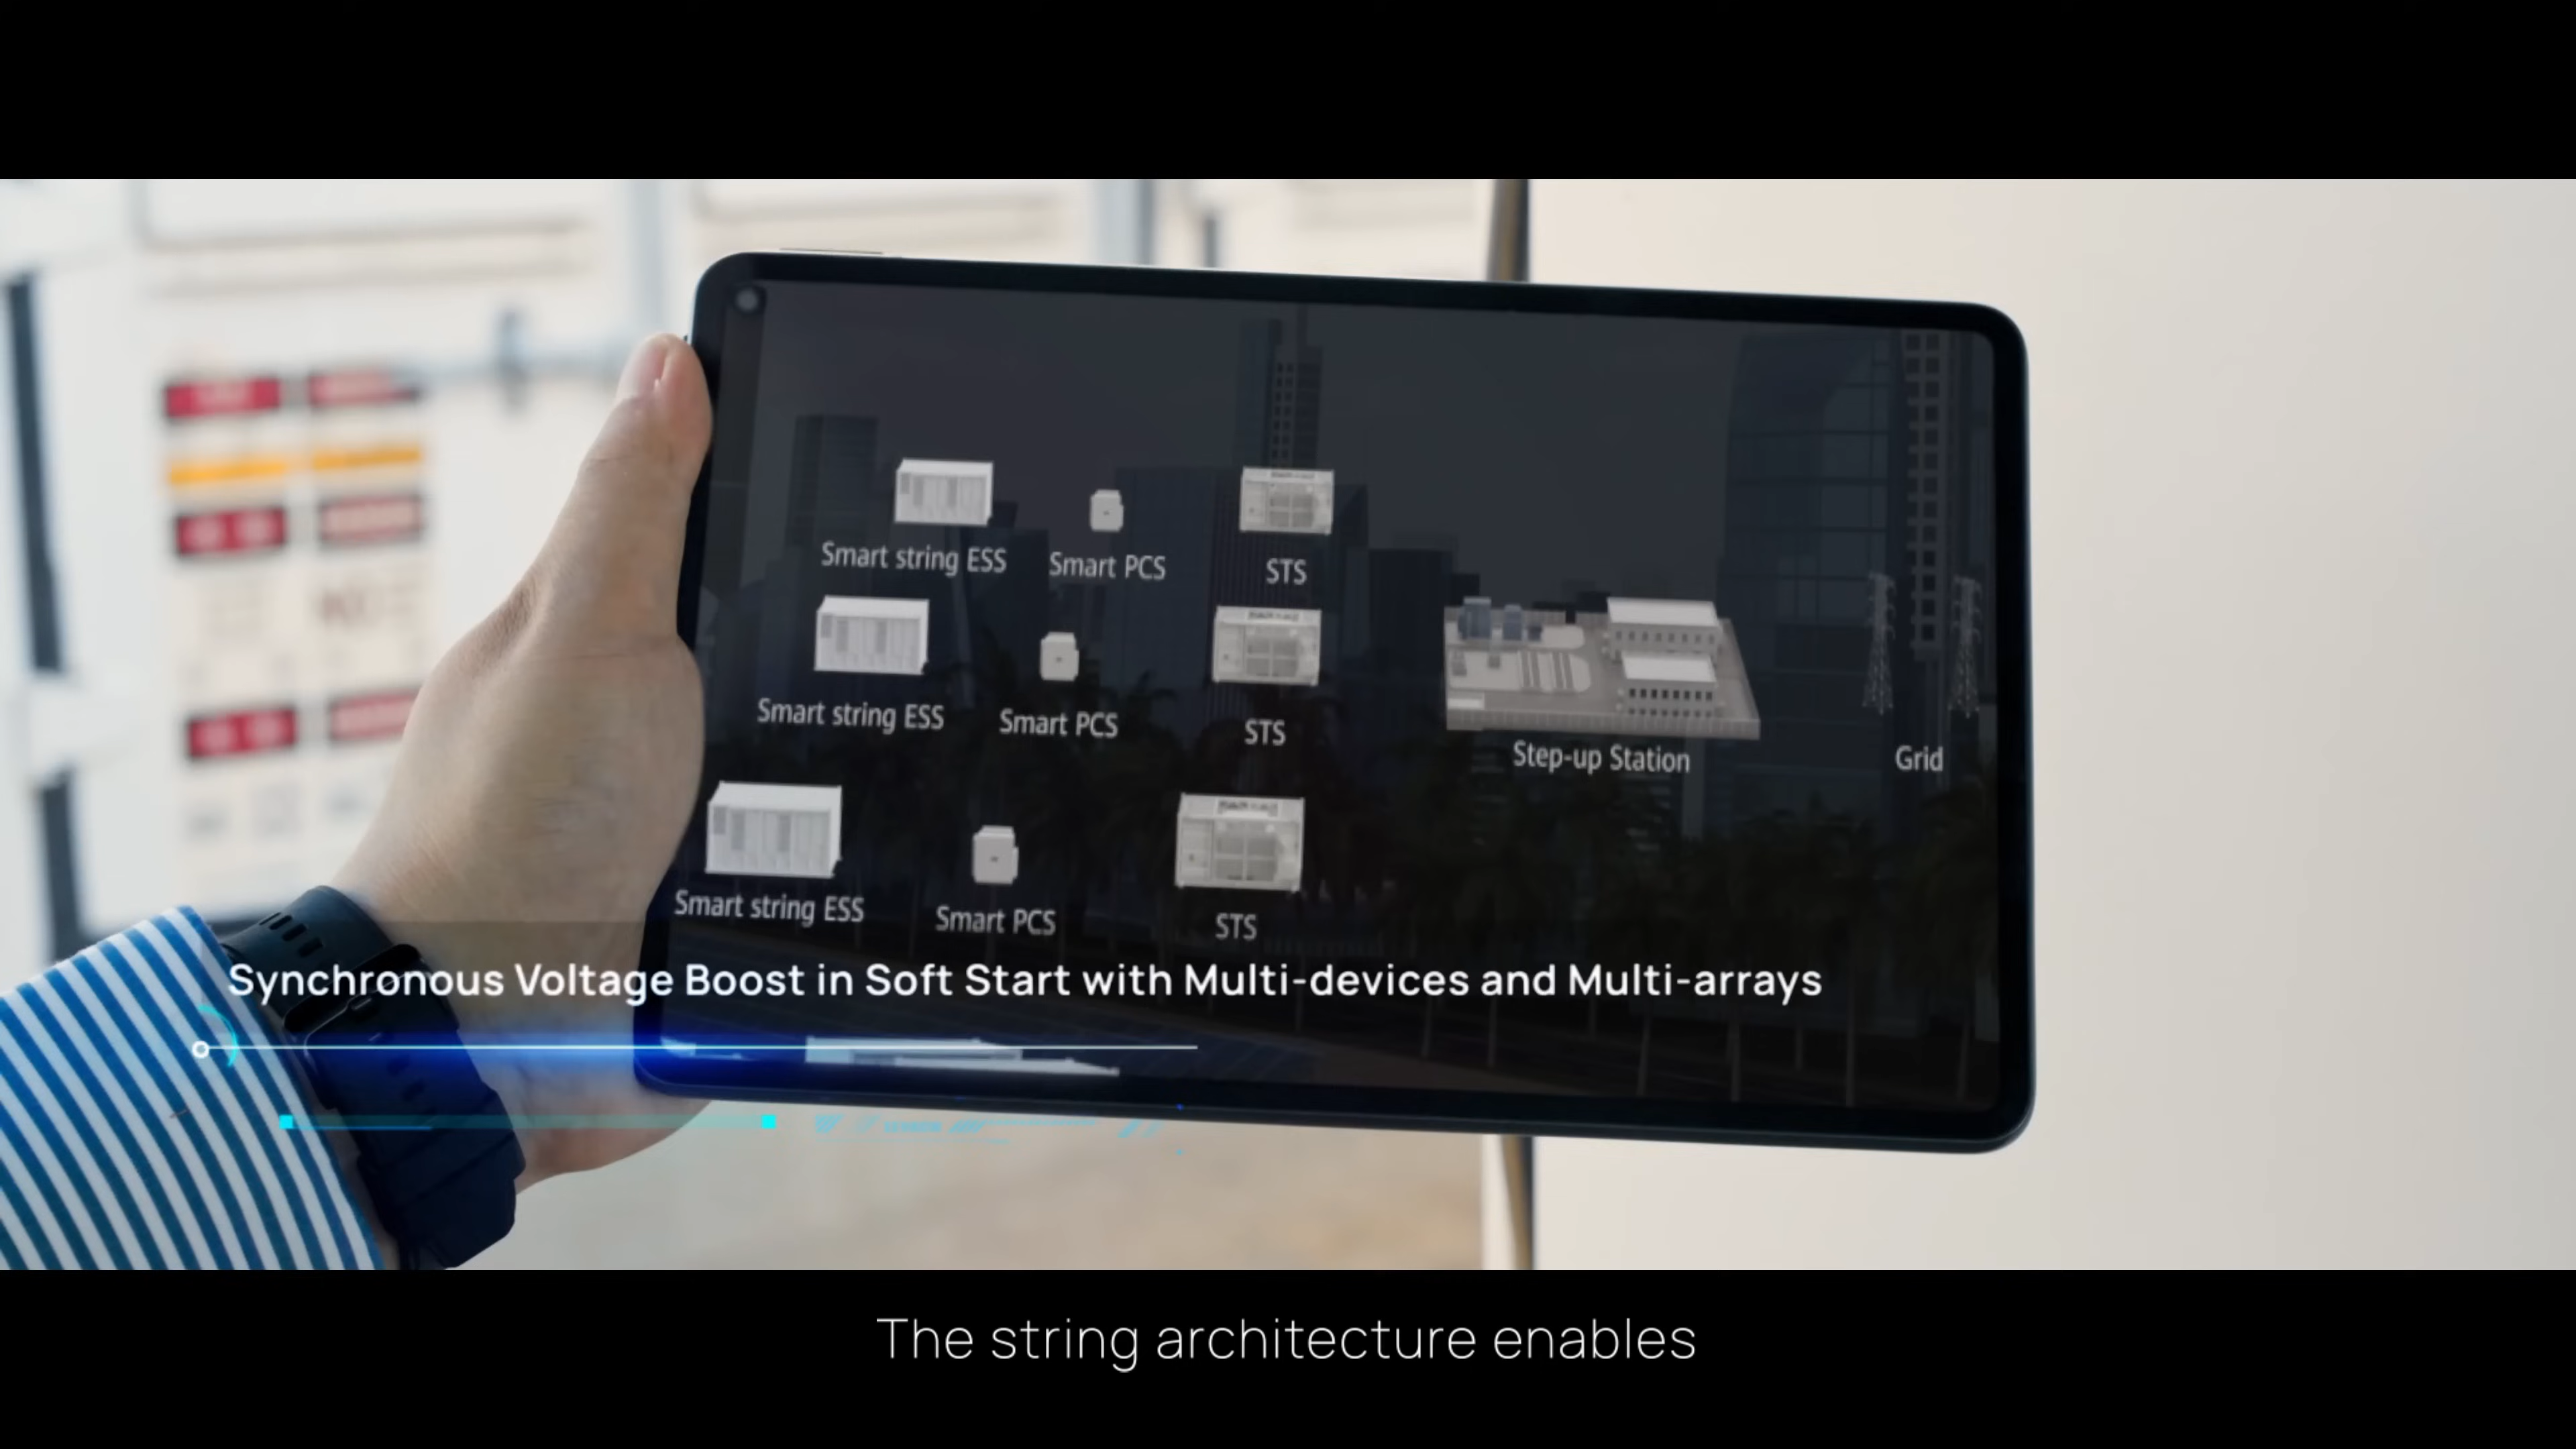 Smart string ESS
Smart PCS
STS
Smart string ESS
Smart PCS
STS
Step-up Station
Grid
Smart string ESS
Smart PCS
STS
Synchronous Voltage Boost in Soft Start with Multi-devices and Multi-arrays
The string architecture enables